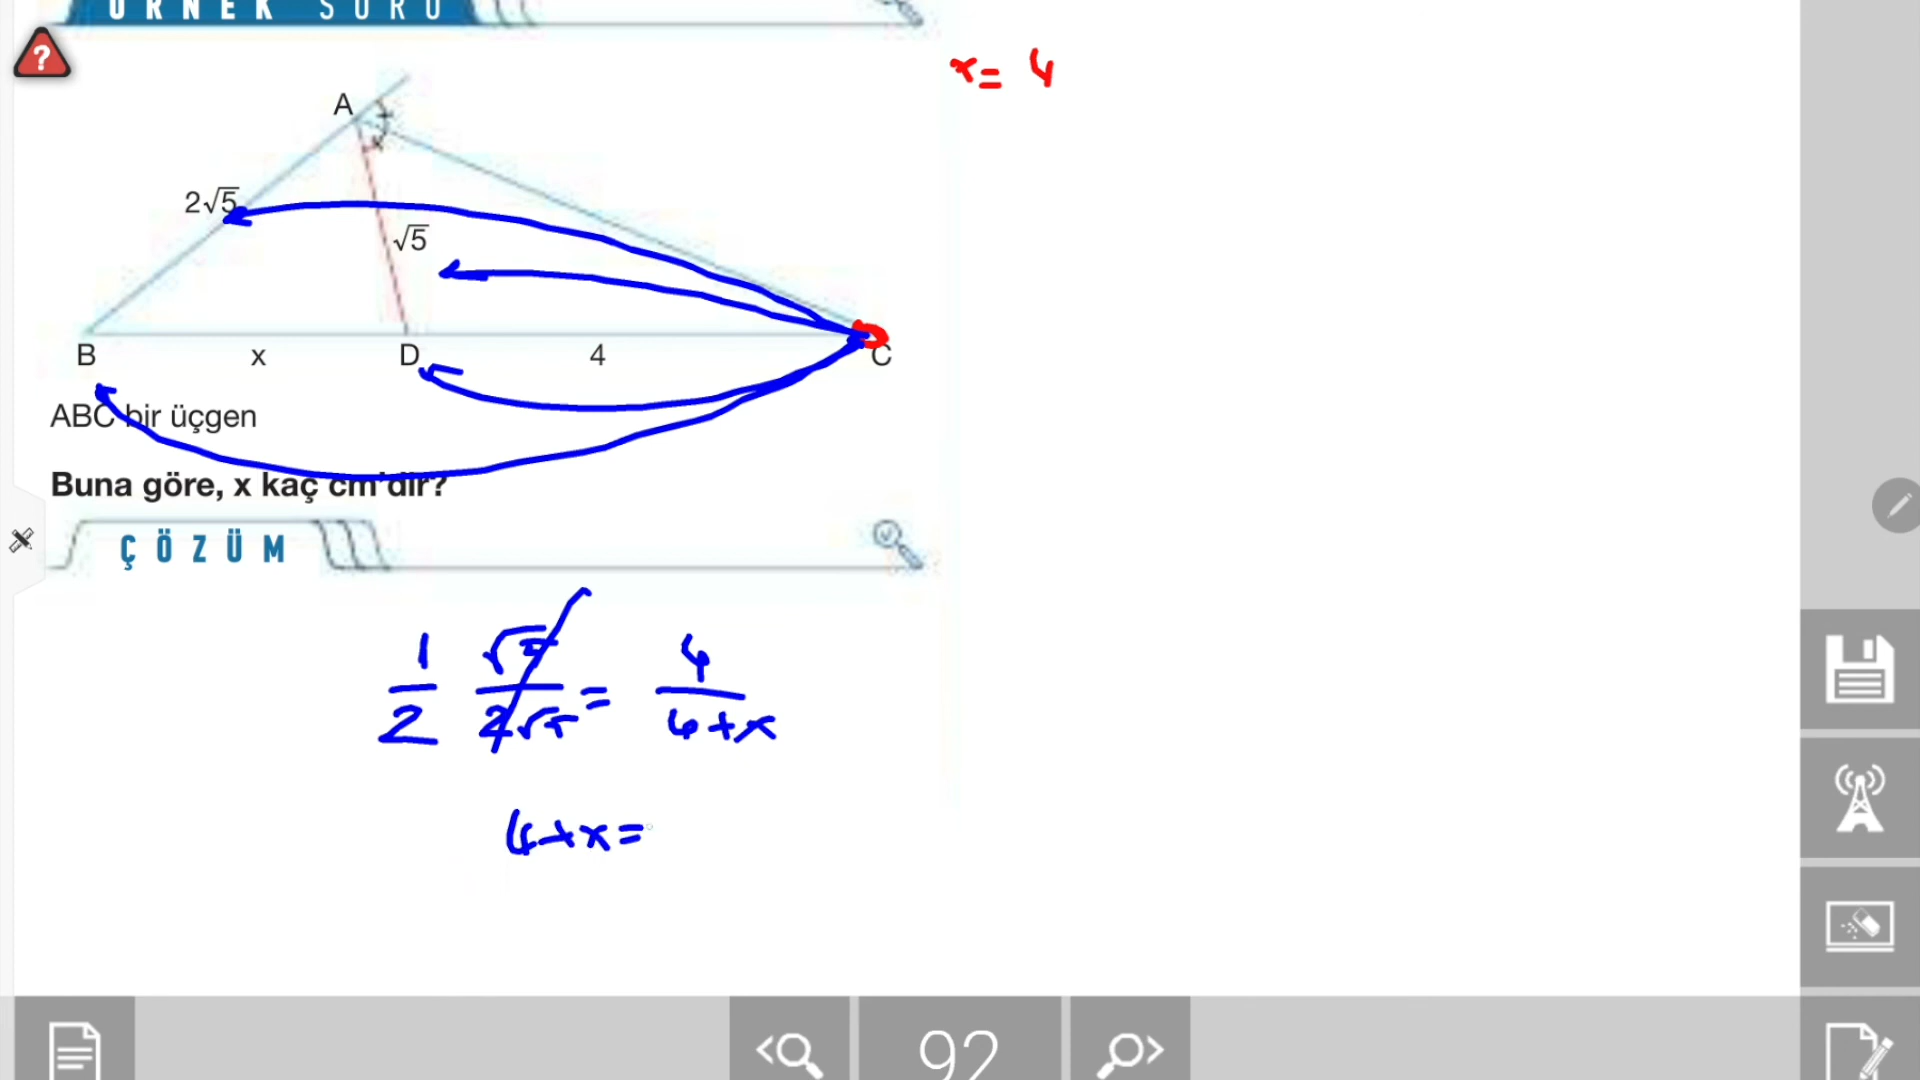 ÖRNEK SORU
?
x = 4
A
2√5
√5
B x D 4 C
ABC bir üçgen
Buna göre, x kaç cm'dir?
ÇÖZÜM
1/2 √5/2√5 = 4/4+x
4+x=
92